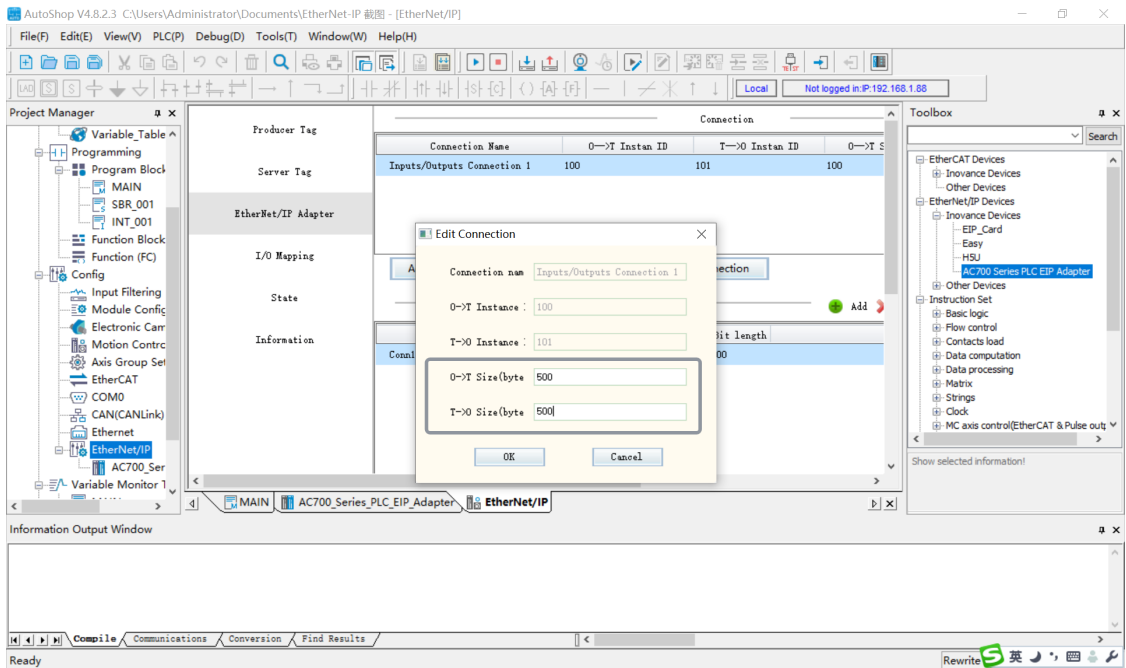 AutoShop V4.8.2.3 C:\Users\Administrator\Documents\EtherNet-IP 截图 - [EtherNet/IP]
File(F) Edit(E) View(V) PLC(P) Debug(D) Tools(T) Window(W) Help(H)
Local
Not logged in:IP:192.168.1.88
Project Manager
Variable_Table
Programming
Program Block
MAIN
SBR_001
INT_001
Function Block
Function (FC)
Config
Input Filtering
Module Config
Electronic Cam
Motion Contro
Axis Group Set
EtherCAT
COM0
CAN(CANLink)
Ethernet
EtherNet/IP
AC700_Ser
Variable Monitor T
Producer Tag
Server Tag
EtherNet/IP Adapter
I/O Mapping
State
Information
Connection
Connection Name O—>T Instan ID T—>O Instan ID O—>T S
Inputs/Outputs Connection 1 100 101 100
A
nection
Add
Bit length
Conn1
00
Edit Connection
Connection nam Inputs/Outputs Connection 1
O->T Instance : 100
T->O Instance : 101
O->T Size(byte 500
T->O Size(byte 500
OK Cancel
MAIN AC700_Series_PLC_EIP_Adapter EtherNet/IP
Toolbox
Search
EtherCAT Devices
Inovance Devices
Other Devices
EtherNet/IP Devices
Inovance Devices
EIP_Card
Easy
H5U
AC700 Series PLC EIP Adapter
Other Devices
Instruction Set
Basic logic
Flow control
Contacts load
Data computation
Data processing
Matrix
Strings
Clock
MC axis control(EtherCAT & Pulse outp
Show selected information!
Information Output Window
Compile Communications Conversion Find Results
Ready
Rewrite
英